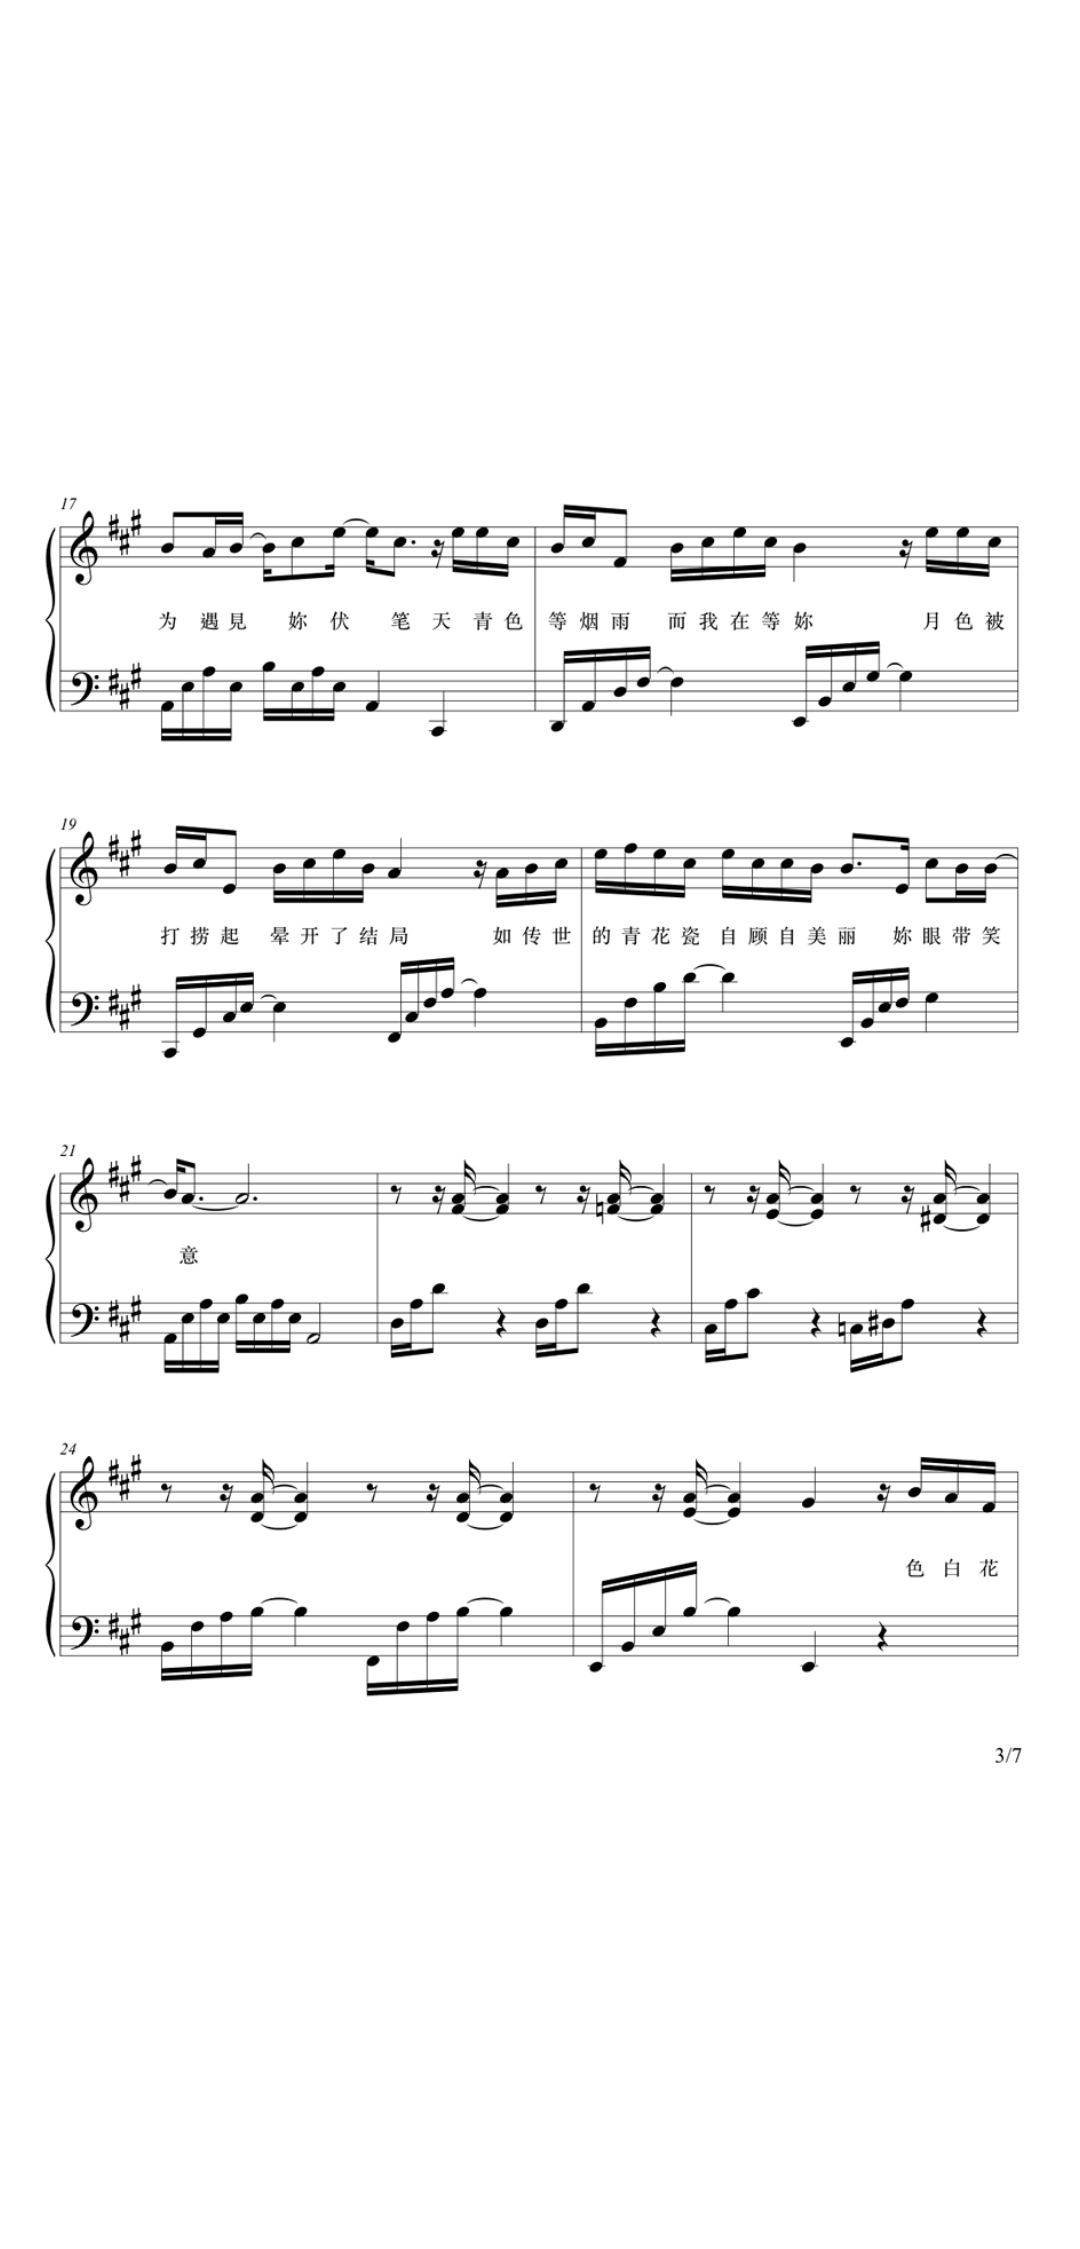 17
为 遇見 妳 伏 笔 天 青 色 等 烟 雨 而 我 在 等 妳 月 色 被
19
打 捞 起 晕 开 了 结 局 如 传 世 的 青 花 瓷 自 顾 自 美 丽 妳 眼 带 笑
21
意
24
色 白 花
3/7